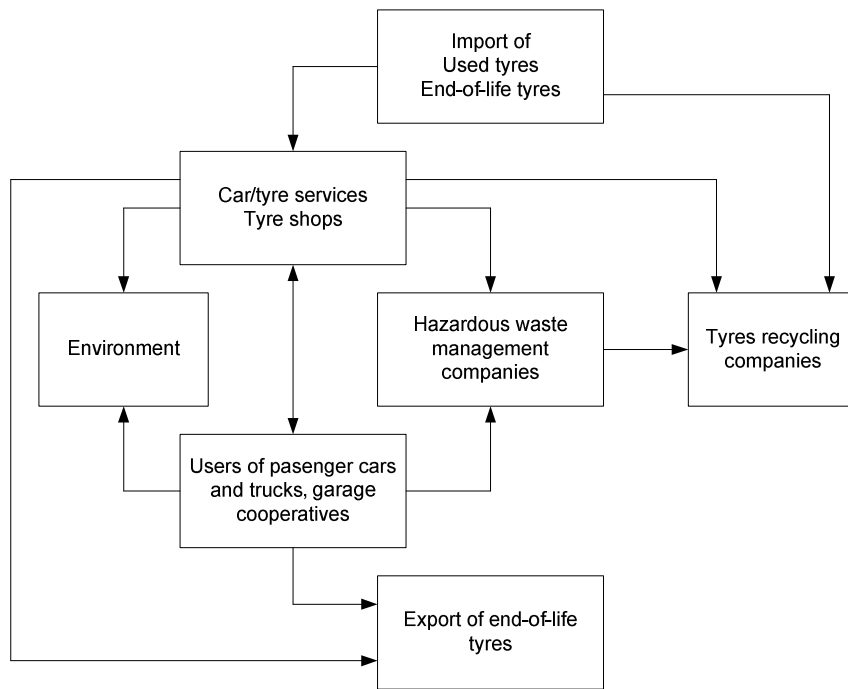 Import of
Used tyres
End-of-life tyres
Car/tyre services
Tyre shops
Environment
Hazardous waste
management
companies
Tyres recycling
companies
Users of pasenger cars
and trucks, garage
cooperatives
Export of end-of-life
tyres